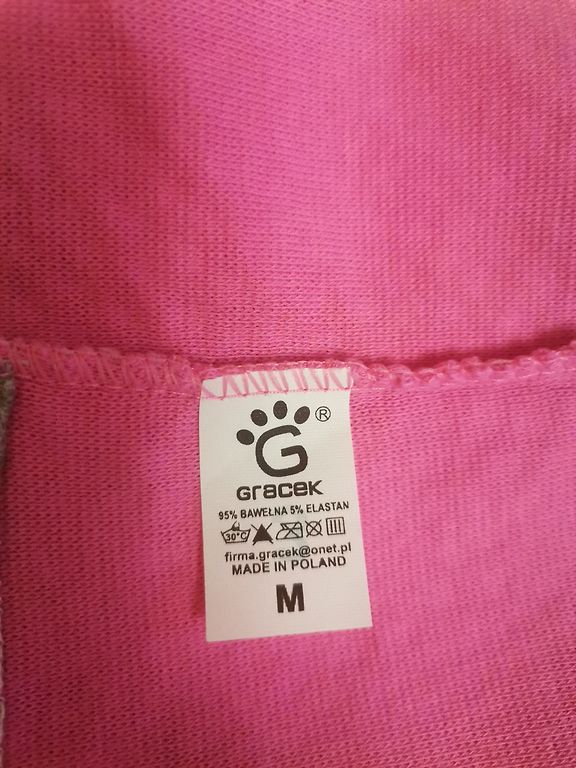 ®
G
Gracek
95% BAWEŁNA 5% ELASTAN
30°C
firma.gracek@onet.pl
MADE IN POLAND
M